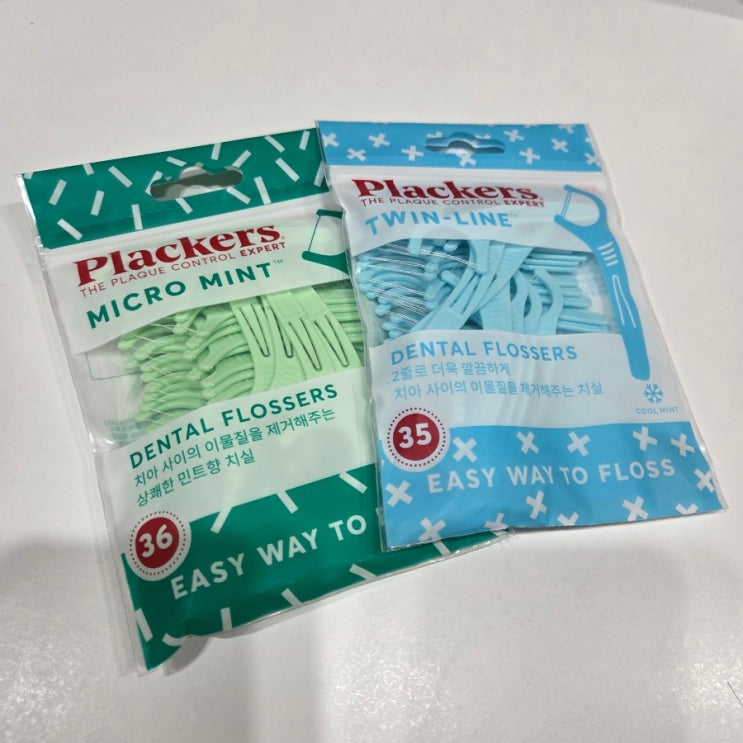 Plackers
THE PLAQUE CONTROL EXPERT
MICRO MINT™
DENTAL FLOSSERS
치아 사이의 이물질을 제거해주는
상쾌한 민트향 치실
36
EASY WAY TO
Plackers®
THE PLAQUE CONTROL EXPERT
TWIN-LINE™
DENTAL FLOSSERS
2줄로 더욱 깔끔하게
치아 사이의 이물질을 제거해주는 치실
COOL MINT
35
EASY WAY TO FLOSS